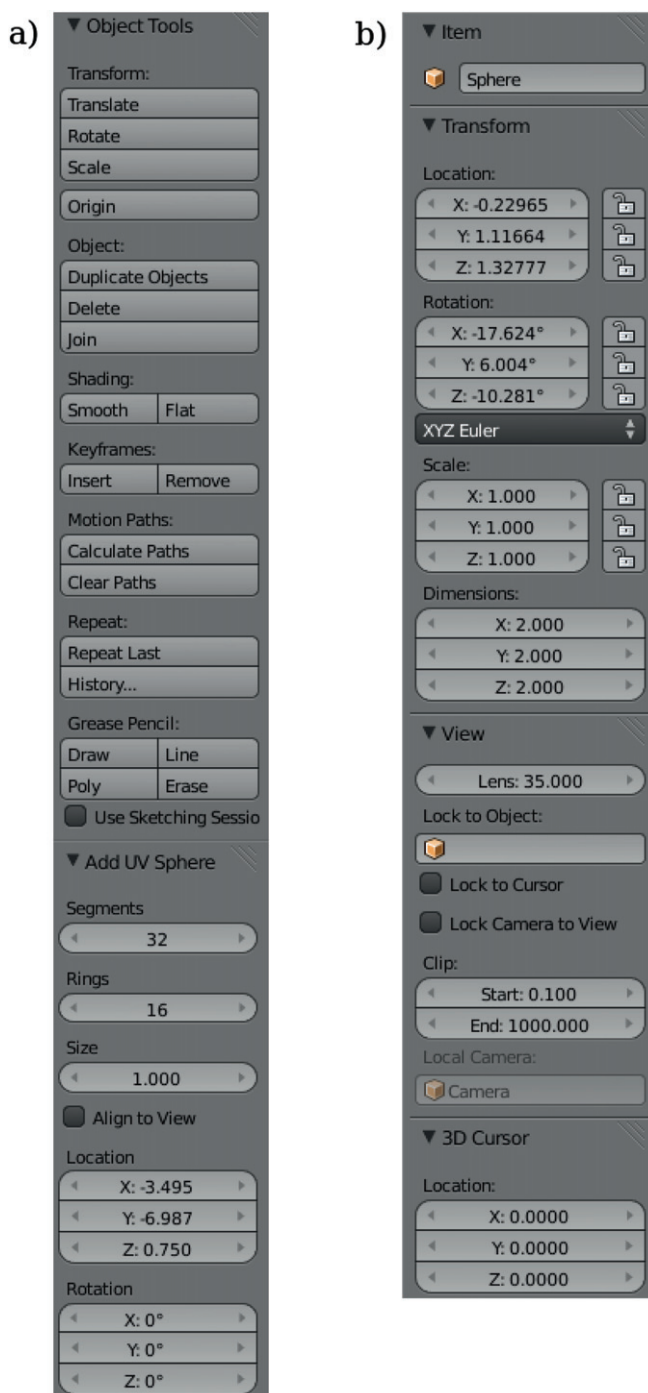 a)
Object Tools
Transform:
Translate
Rotate
Scale
Origin
Object:
Duplicate Objects
Delete
Join
Shading:
Smooth Flat
Keyframes:
Insert Remove
Motion Paths:
Calculate Paths
Clear Paths
Repeat:
Repeat Last
History...
Grease Pencil:
Draw Line
Poly Erase
Use Sketching Sessio
Add UV Sphere
Segments
32
Rings
16
Size
1.000
Align to View
Location
X: -3.495
Y: -6.987
Z: 0.750
Rotation
X: 0°
Y: 0°
Z: 0°
b)
Item
Sphere
Transform
Location:
X: -0.22965
Y: 1.11664
Z: 1.32777
Rotation:
X: -17.624°
Y: 6.004°
Z: -10.281°
XYZ Euler
Scale:
X: 1.000
Y: 1.000
Z: 1.000
Dimensions:
X: 2.000
Y: 2.000
Z: 2.000
View
Lens: 35.000
Lock to Object:
Lock to Cursor
Lock Camera to View
Clip:
Start: 0.100
End: 1000.000
Local Camera:
Camera
3D Cursor
Location:
X: 0.0000
Y: 0.0000
Z: 0.0000